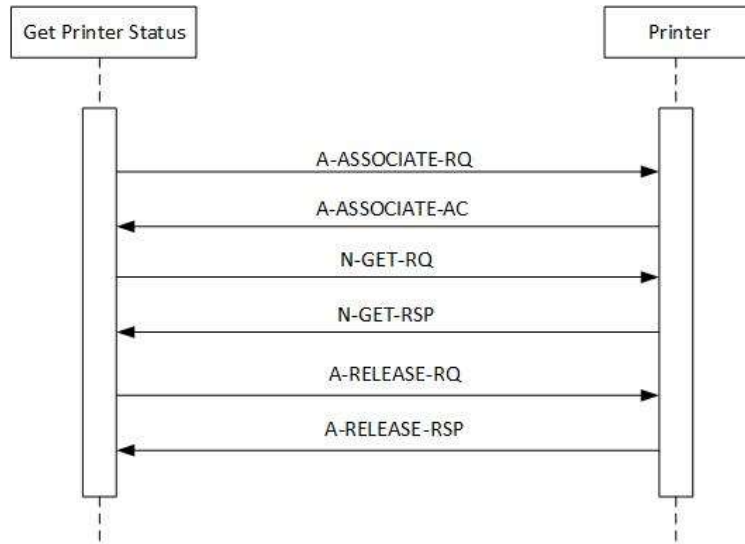 Get Printer Status
Printer
A-ASSOCIATE-RQ
A-ASSOCIATE-AC
N-GET-RQ
N-GET-RSP
A-RELEASE-RQ
A-RELEASE-RSP